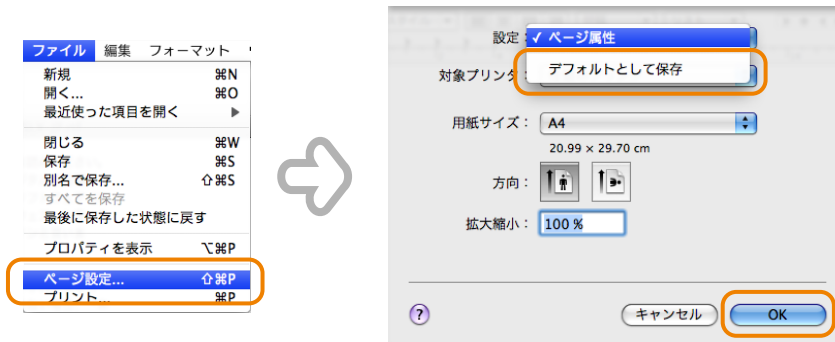 ファイル 編集 フォーマット
新規 ⌘N
開く... ⌘O
最近使った項目を開く ▶
閉じる ⌘W
保存 ⌘S
別名で保存... ⇧⌘S
すべてを保存
最後に保存した状態に戻す
プロパティを表示 ⌥⌘P
ページ設定... ⇧⌘P
プリント... ⌘P
設定： ✓ ページ属性
デフォルトとして保存
対象プリンタ：
用紙サイズ： A4
20.99 × 29.70 cm
方向：
拡大縮小： 100 %
? キャンセル OK